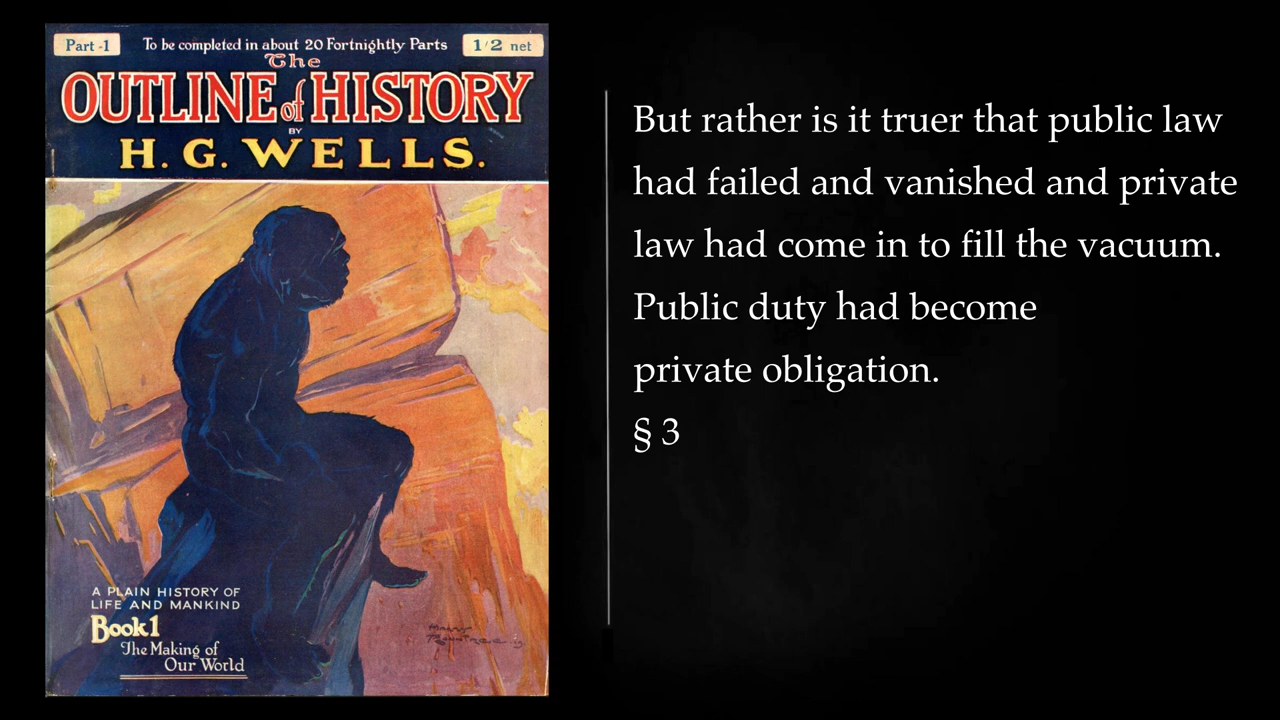 Part -1
To be completed in about 20 Fortnightly Parts
1/2 net
The
OUTLINE of HISTORY
BY
H. G. WELLS.
A PLAIN HISTORY OF
LIFE AND MANKIND
Book 1
The Making of
Our World
But rather is it truer that public law
had failed and vanished and private
law had come in to fill the vacuum.
Public duty had become
private obligation.
§ 3